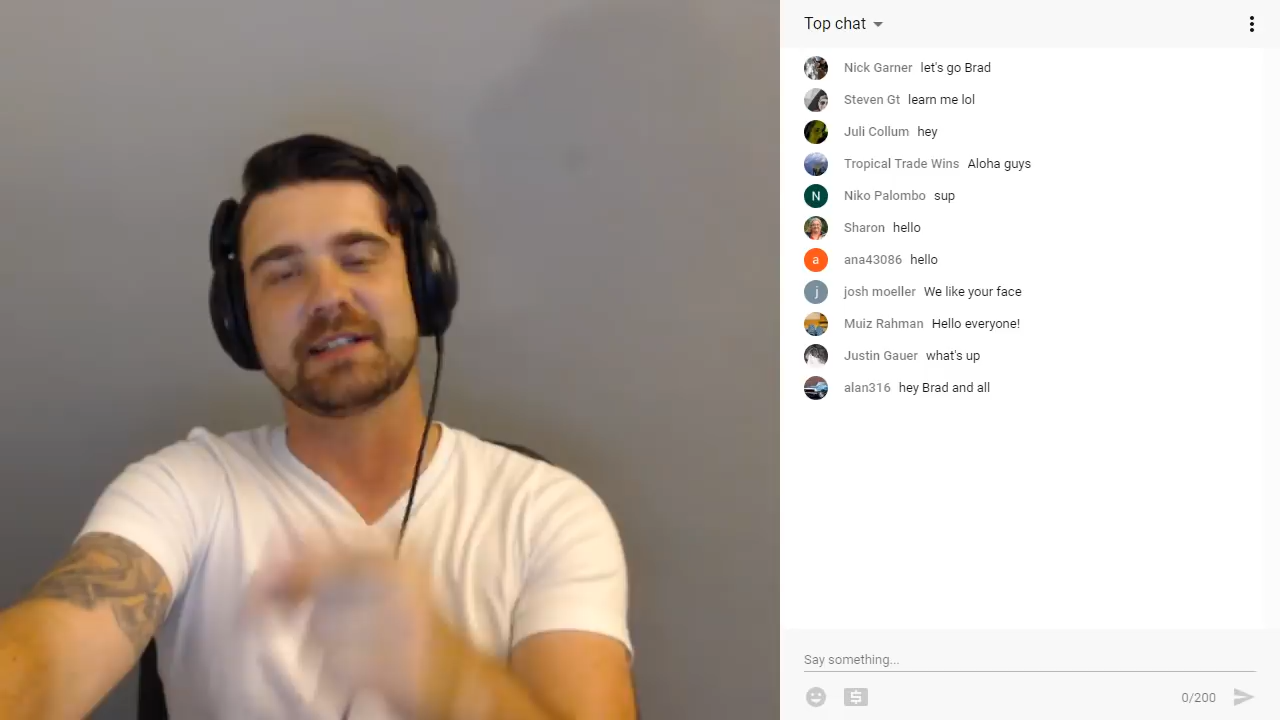 Top chat
Nick Garner let's go Brad
Steven Gt learn me lol
Juli Collum hey
Tropical Trade Wins Aloha guys
N Niko Palombo sup
Sharon hello
a ana43086 hello
j josh moeller We like your face
Muiz Rahman Hello everyone!
Justin Gauer what's up
alan316 hey Brad and all
Say something...
0/200